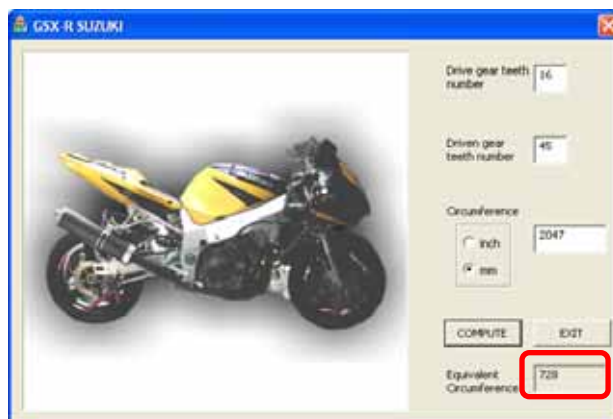 GSX-R SUZUKI
Drive gear teeth
number
16
Driven gear
teeth number
45
Circumference
inch
mm
2047
COMPUTE
EXIT
Equivalent
Circumference
728